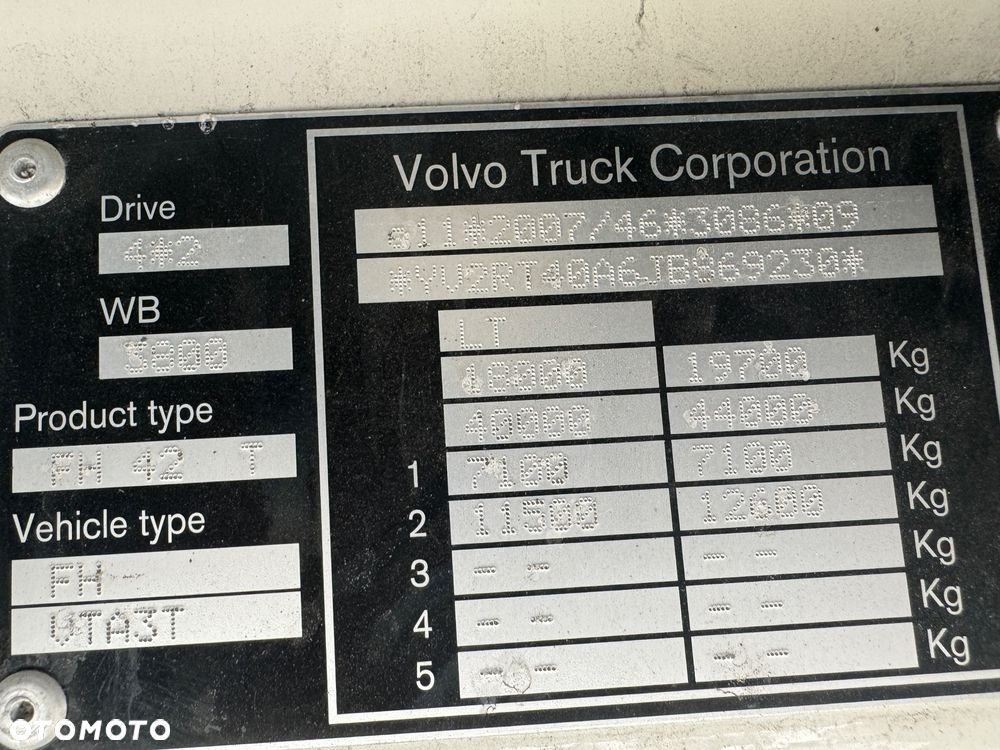 Volvo Truck Corporation
e11*2007/46*3086*09
*YV2RT40A6JB869230*
Drive
4*2
WB
3800
Product type
FH 42 T
Vehicle type
FH
VTA3T
LT
18000 19700 Kg
40000 44000 Kg
1 7100 7100 Kg
2 11500 12600 Kg
3 -- -- Kg
4 -- -- Kg
5 -- -- Kg
OTOMOTO